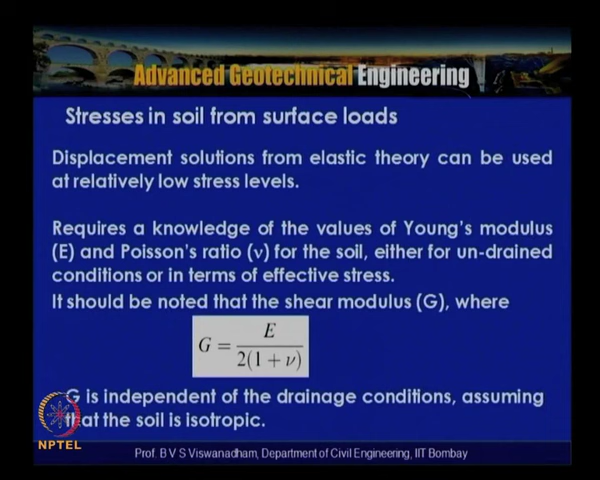 Advanced Geotechnical Engineering
Stresses in soil from surface loads
Displacement solutions from elastic theory can be used
at relatively low stress levels.
Requires a knowledge of the values of Young's modulus
(E) and Poisson's ratio (ν) for the soil, either for un-drained
conditions or in terms of effective stress.
It should be noted that the shear modulus (G), where
G = E / 2(1 + ν)
G is independent of the drainage conditions, assuming
that the soil is isotropic.
NPTEL
Prof. B V S Viswanadham, Department of Civil Engineering, IIT Bombay